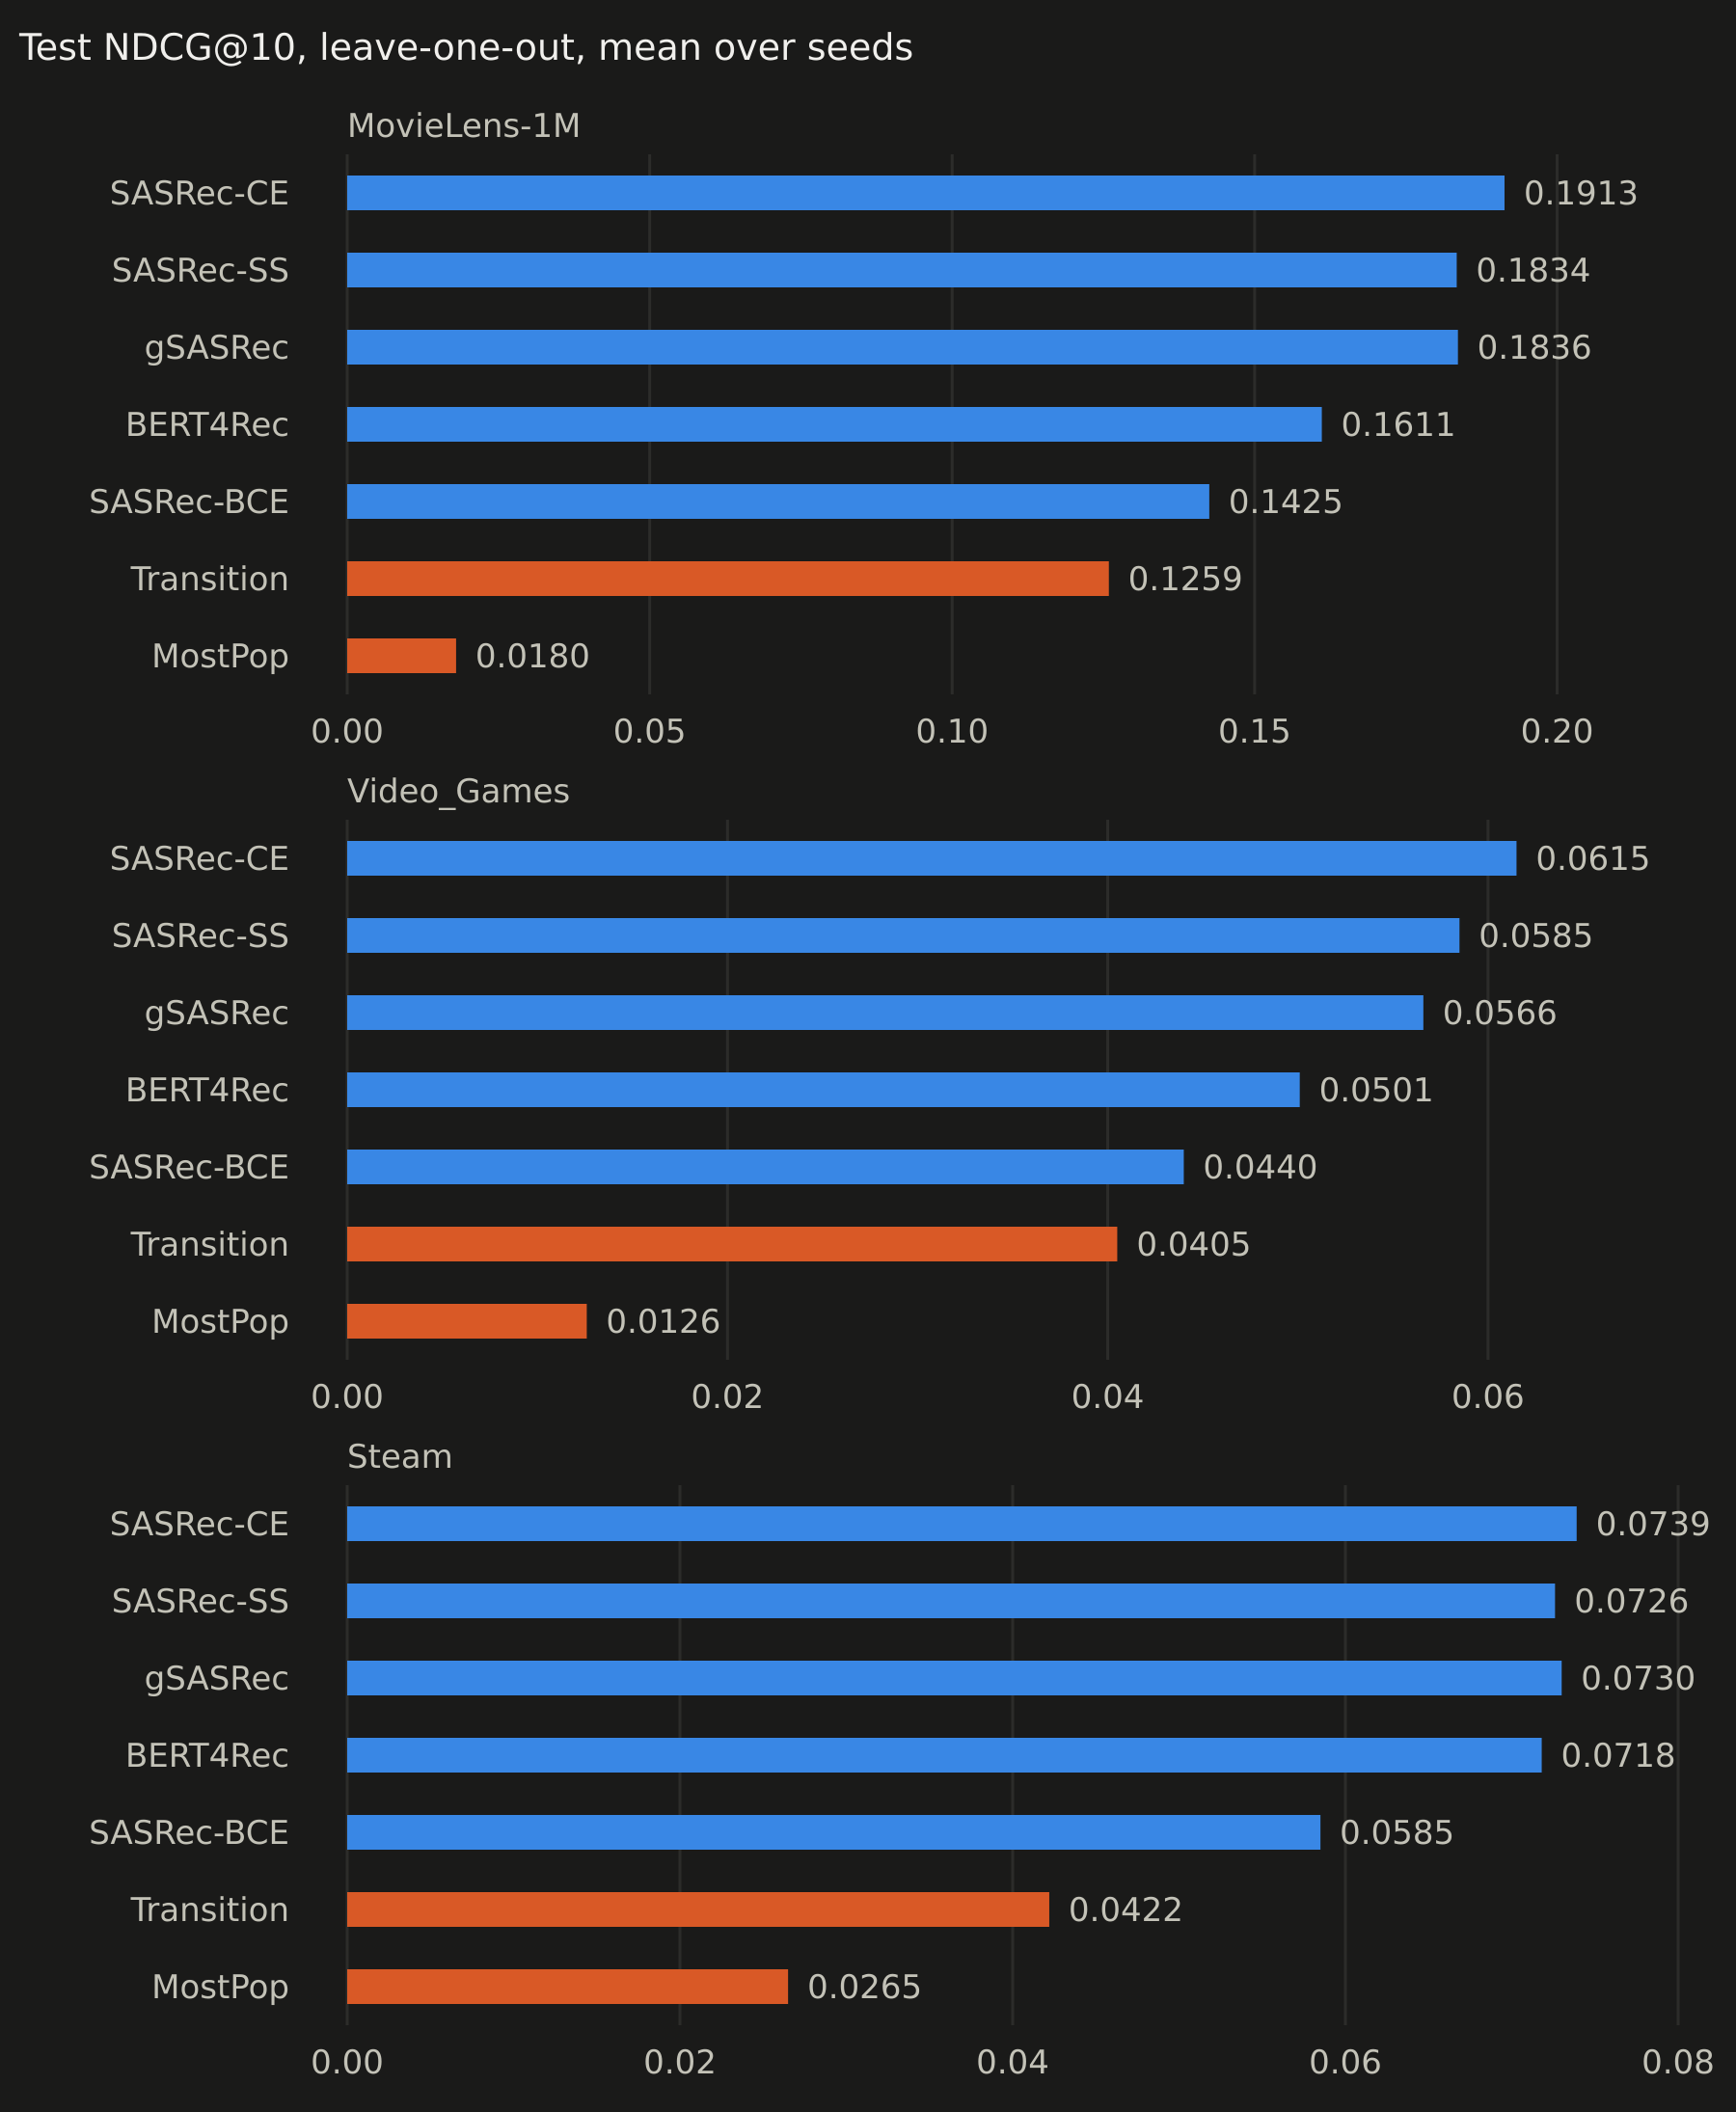 Test NDCG@10, leave-one-out, mean over seeds
MovieLens-1M
SASRec-CE 0.1913
SASRec-SS 0.1834
gSASRec 0.1836
BERT4Rec 0.1611
SASRec-BCE 0.1425
Transition 0.1259
MostPop 0.0180
0.00 0.05 0.10 0.15 0.20
Video_Games
SASRec-CE 0.0615
SASRec-SS 0.0585
gSASRec 0.0566
BERT4Rec 0.0501
SASRec-BCE 0.0440
Transition 0.0405
MostPop 0.0126
0.00 0.02 0.04 0.06
Steam
SASRec-CE 0.0739
SASRec-SS 0.0726
gSASRec 0.0730
BERT4Rec 0.0718
SASRec-BCE 0.0585
Transition 0.0422
MostPop 0.0265
0.00 0.02 0.04 0.06 0.08